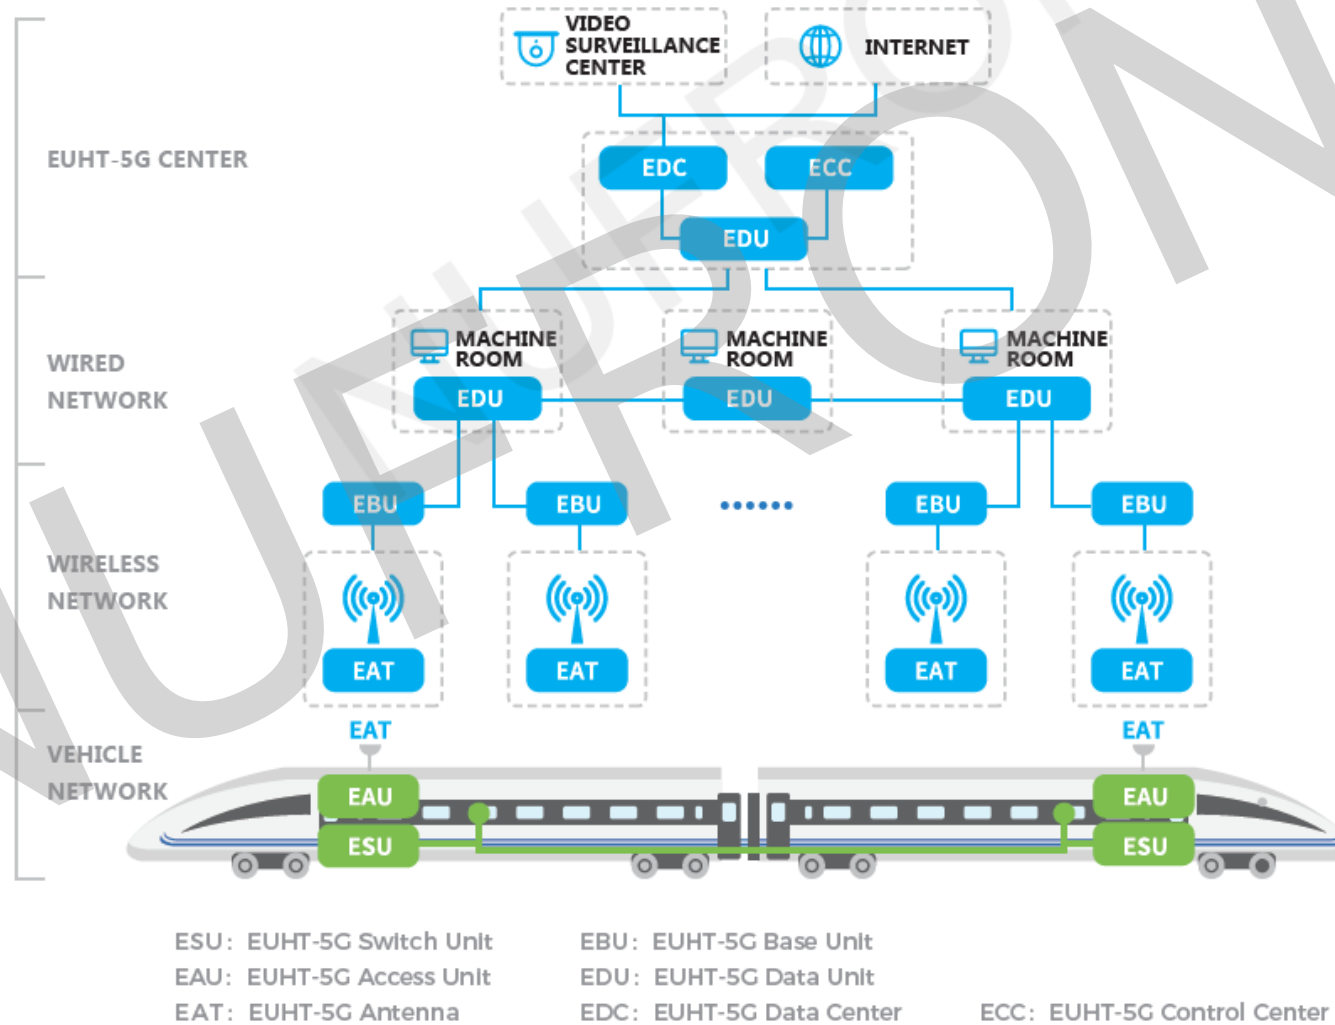 VIDEO
SURVEILLANCE
CENTER
INTERNET
EUHT-5G CENTER
EDC
ECC
EDU
WIRED
NETWORK
MACHINE
ROOM
MACHINE
ROOM
MACHINE
ROOM
EDU
EDU
EDU
WIRELESS
NETWORK
EBU
EBU
......
EBU
EBU
EAT
EAT
EAT
EAT
VEHICLE
NETWORK
EAT
EAT
EAU
EAU
ESU
ESU
ESU: EUHT-5G Switch Unit
EBU: EUHT-5G Base Unit
EAU: EUHT-5G Access Unit
EDU: EUHT-5G Data Unit
EAT: EUHT-5G Antenna
EDC: EUHT-5G Data Center
ECC: EUHT-5G Control Center
NUFRON
NUFRON